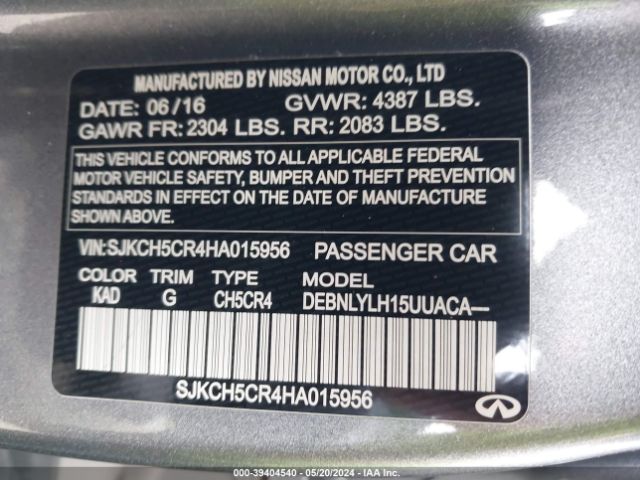 MANUFACTURED BY NISSAN MOTOR CO., LTD
DATE: 06/16 GVWR: 4387 LBS.
GAWR FR: 2304 LBS. RR: 2083 LBS.
THIS VEHICLE CONFORMS TO ALL APPLICABLE FEDERAL
MOTOR VEHICLE SAFETY, BUMPER AND THEFT PREVENTION
STANDARDS IN EFFECT ON THE DATE OF MANUFACTURE
SHOWN ABOVE.
VIN:SJKCH5CR4HA015956 PASSENGER CAR
COLOR TRIM TYPE MODEL
KAD G CH5CR4 DEBNLYLH15UUACA---
SJKCH5CR4HA015956
000-39404540 - 05/20/2024 - IAA Inc.